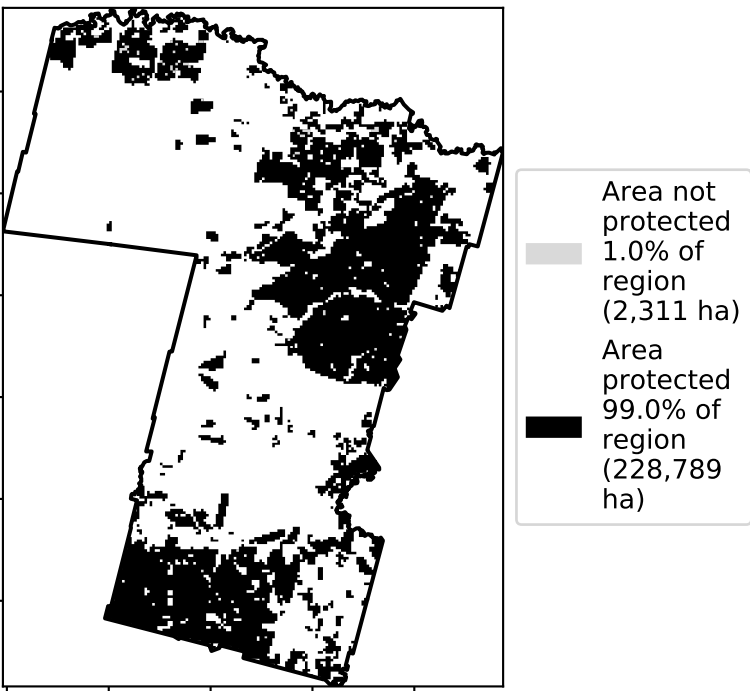 Area not
protected
1.0% of
region
(2,311 ha)
Area
protected
99.0% of
region
(228,789
ha)